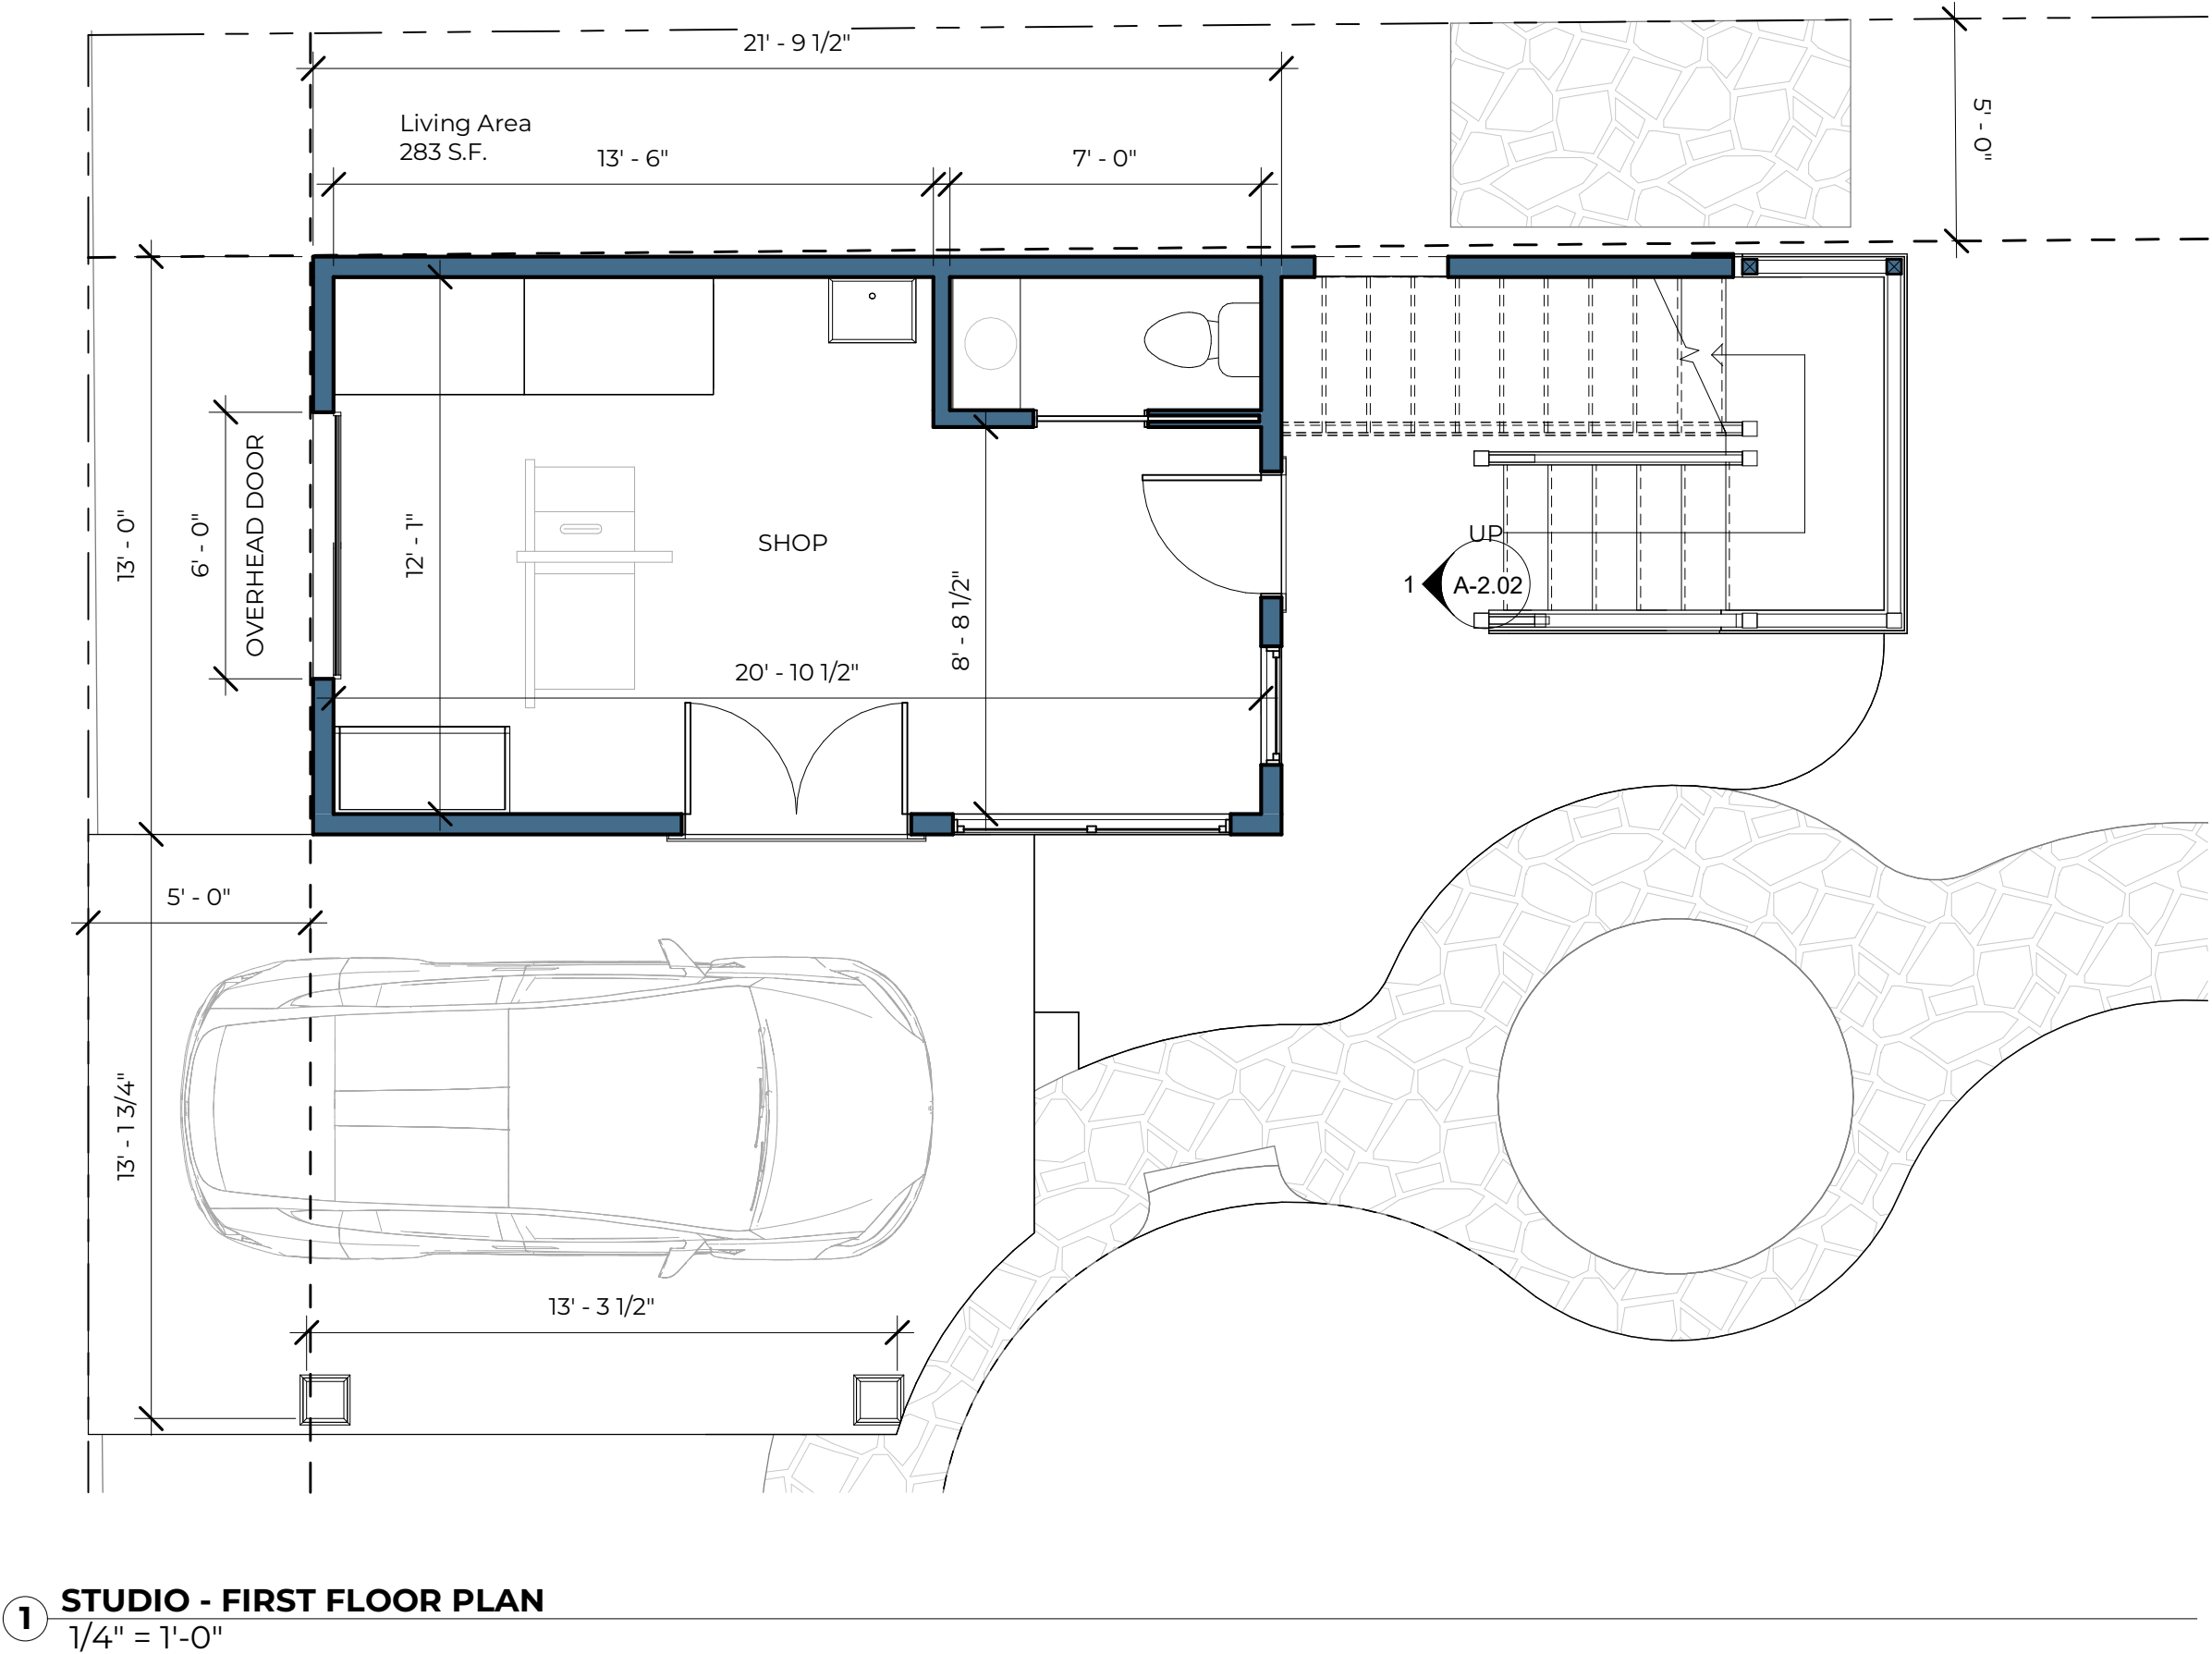 21' - 9 1/2"
5' - 0"
Living Area
283 S.F.
13' - 6"
7' - 0"
13' - 0"
6' - 0"
OVERHEAD DOOR
12' - 1"
SHOP
8' - 8 1/2"
20' - 10 1/2"
UP
1
A-2.02
5' - 0"
13' - 1 3/4"
13' - 3 1/2"
1
STUDIO - FIRST FLOOR PLAN
1/4" = 1'-0"